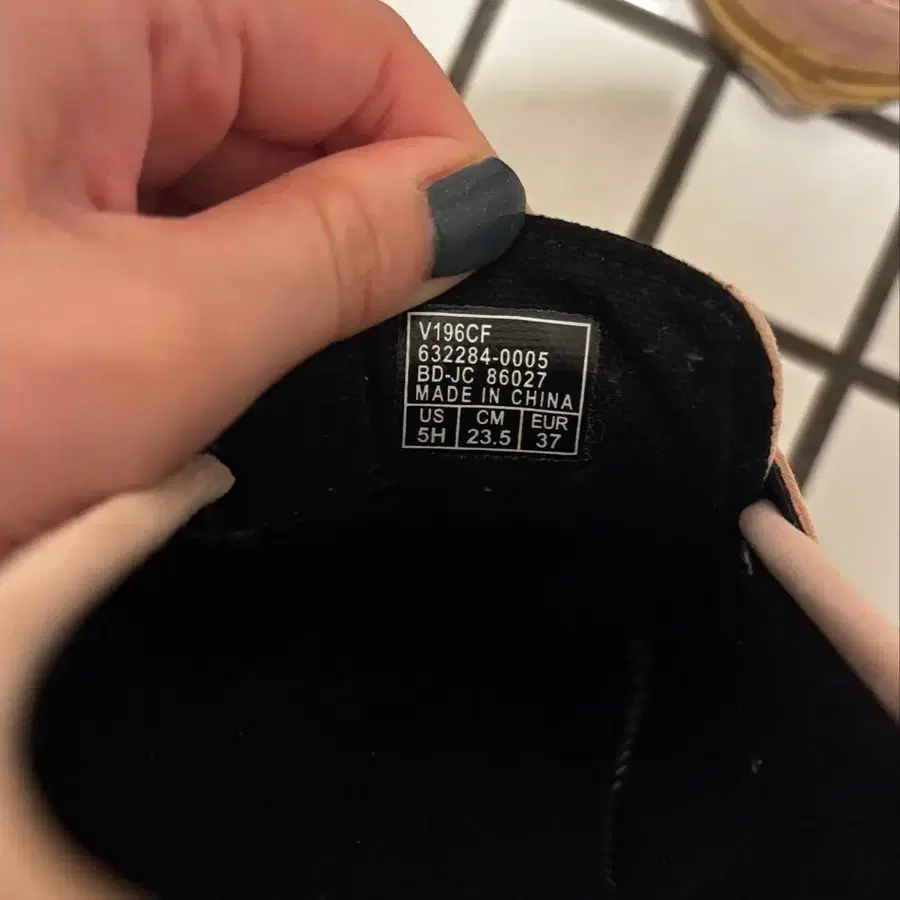 V196CF
632284-0005
BD-JC 86027
MADE IN CHINA
US CM EUR
5H 23.5 37